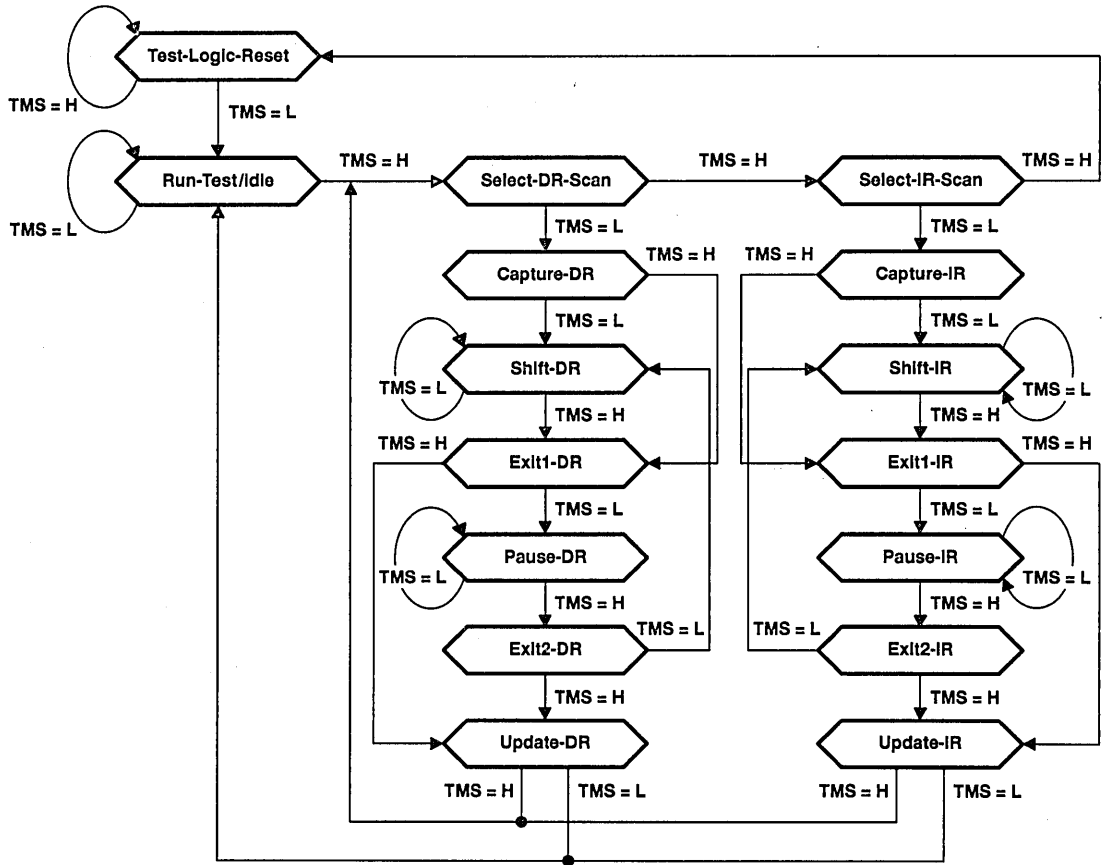 Test-Logic-Reset
TMS = H
TMS = L
Run-Test/Idle
TMS = L
TMS = H
Select-DR-Scan
TMS = H
Select-IR-Scan
TMS = H
TMS = L
TMS = L
Capture-DR
TMS = H
TMS = H
Capture-IR
TMS = L
TMS = L
Shift-DR
TMS = L
Shift-IR
TMS = L
TMS = H
TMS = H
TMS = H
Exit1-DR
Exit1-IR
TMS = H
TMS = L
TMS = L
Pause-DR
TMS = L
Pause-IR
TMS = L
TMS = H
TMS = H
Exit2-DR
TMS = L
TMS = L
Exit2-IR
TMS = H
TMS = H
Update-DR
Update-IR
TMS = H
TMS = L
TMS = H
TMS = L